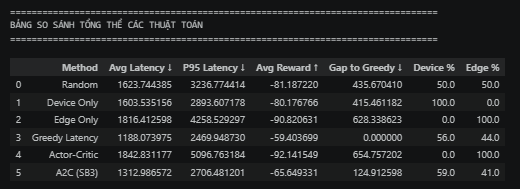 ================================================================================
BẢNG SO SÁNH TỔNG THỂ CÁC THUẬT TOÁN
================================================================================
Method Avg Latency ↓ P95 Latency ↓ Avg Reward ↑ Gap to Greedy ↓ Device % Edge %
0 Random 1623.744385 3236.774414 -81.187220 435.670410 50.0 50.0
1 Device Only 1603.535156 2893.607178 -80.176766 415.461182 100.0 0.0
2 Edge Only 1816.412598 4258.529297 -90.820631 628.338623 0.0 100.0
3 Greedy Latency 1188.073975 2469.948730 -59.403699 0.000000 56.0 44.0
4 Actor-Critic 1842.831177 5096.763184 -92.141549 654.757202 0.0 100.0
5 A2C (SB3) 1312.986572 2706.481201 -65.649331 124.912598 59.0 41.0